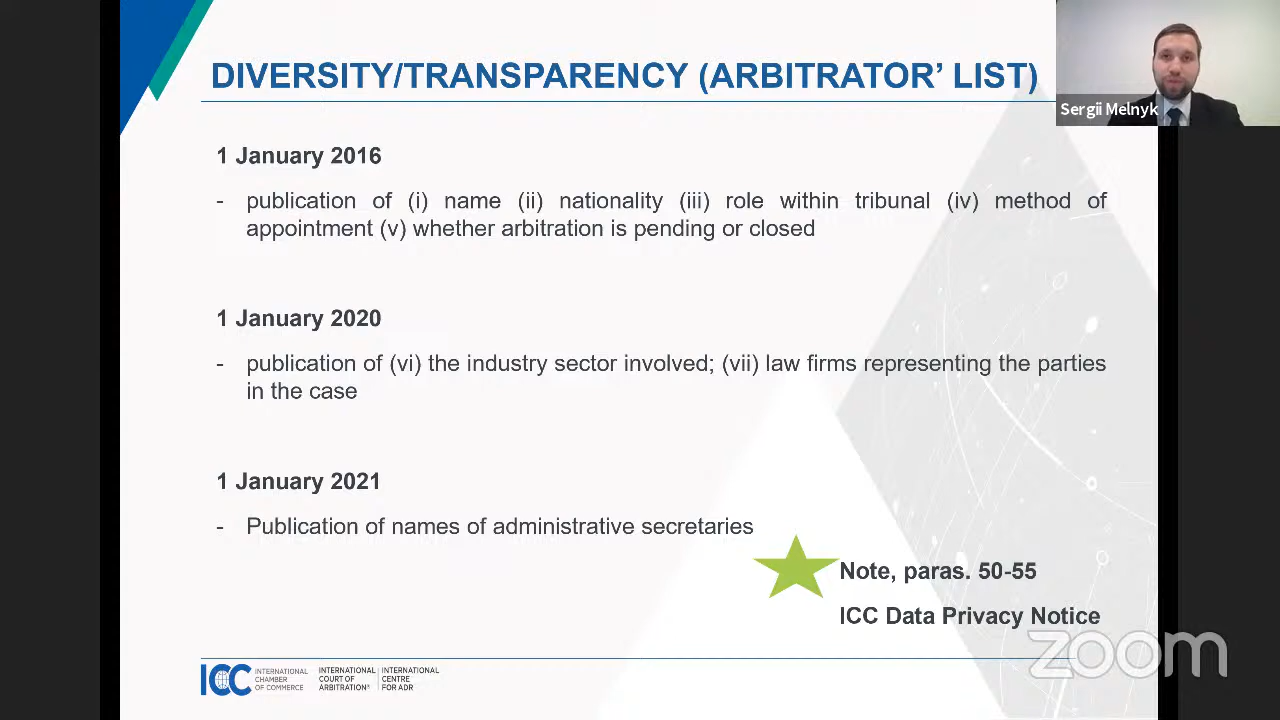 DIVERSITY/TRANSPARENCY (ARBITRATOR' LIST)
Sergii Melnyk
1 January 2016
- publication of (i) name (ii) nationality (iii) role within tribunal (iv) method of
appointment (v) whether arbitration is pending or closed
1 January 2020
- publication of (vi) the industry sector involved; (vii) law firms representing the parties
in the case
1 January 2021
- Publication of names of administrative secretaries
Note, paras. 50-55
ICC Data Privacy Notice
zoom
ICC
INTERNATIONAL
CHAMBER
OF COMMERCE
INTERNATIONAL
COURT OF
ARBITRATION®
INTERNATIONAL
CENTRE
FOR ADR